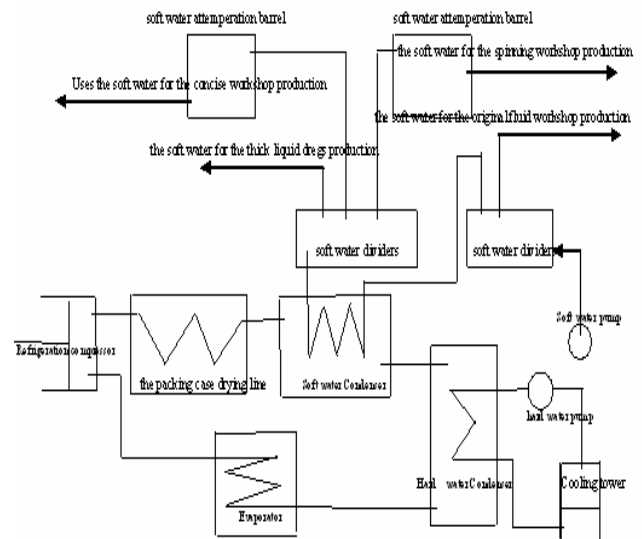 soft water attemperation barrel
soft water attemperation barrel
the soft water for the spinning workshop production
Uses the soft water for the concise workshop production
the soft water for the original fluid workshop production
the soft water for the thick liquid dregs production
soft water dividers
soft water dividers
Soft water pump
Refrigeration compressor
the packing case drying line
Soft water Condenser
hard water pump
Evaporator
Hard water Condenser
Cooling tower